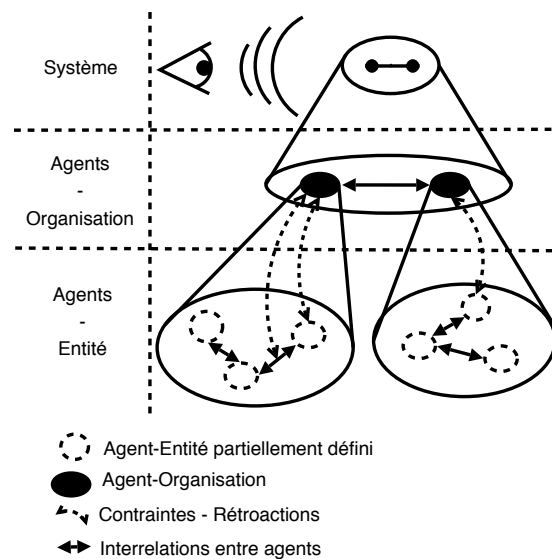 Système
Agents
-
Organisation
Agents
-
Entité
Agent-Entité partiellement défini
Agent-Organisation
Contraintes - Rétroactions
Interrelations entre agents